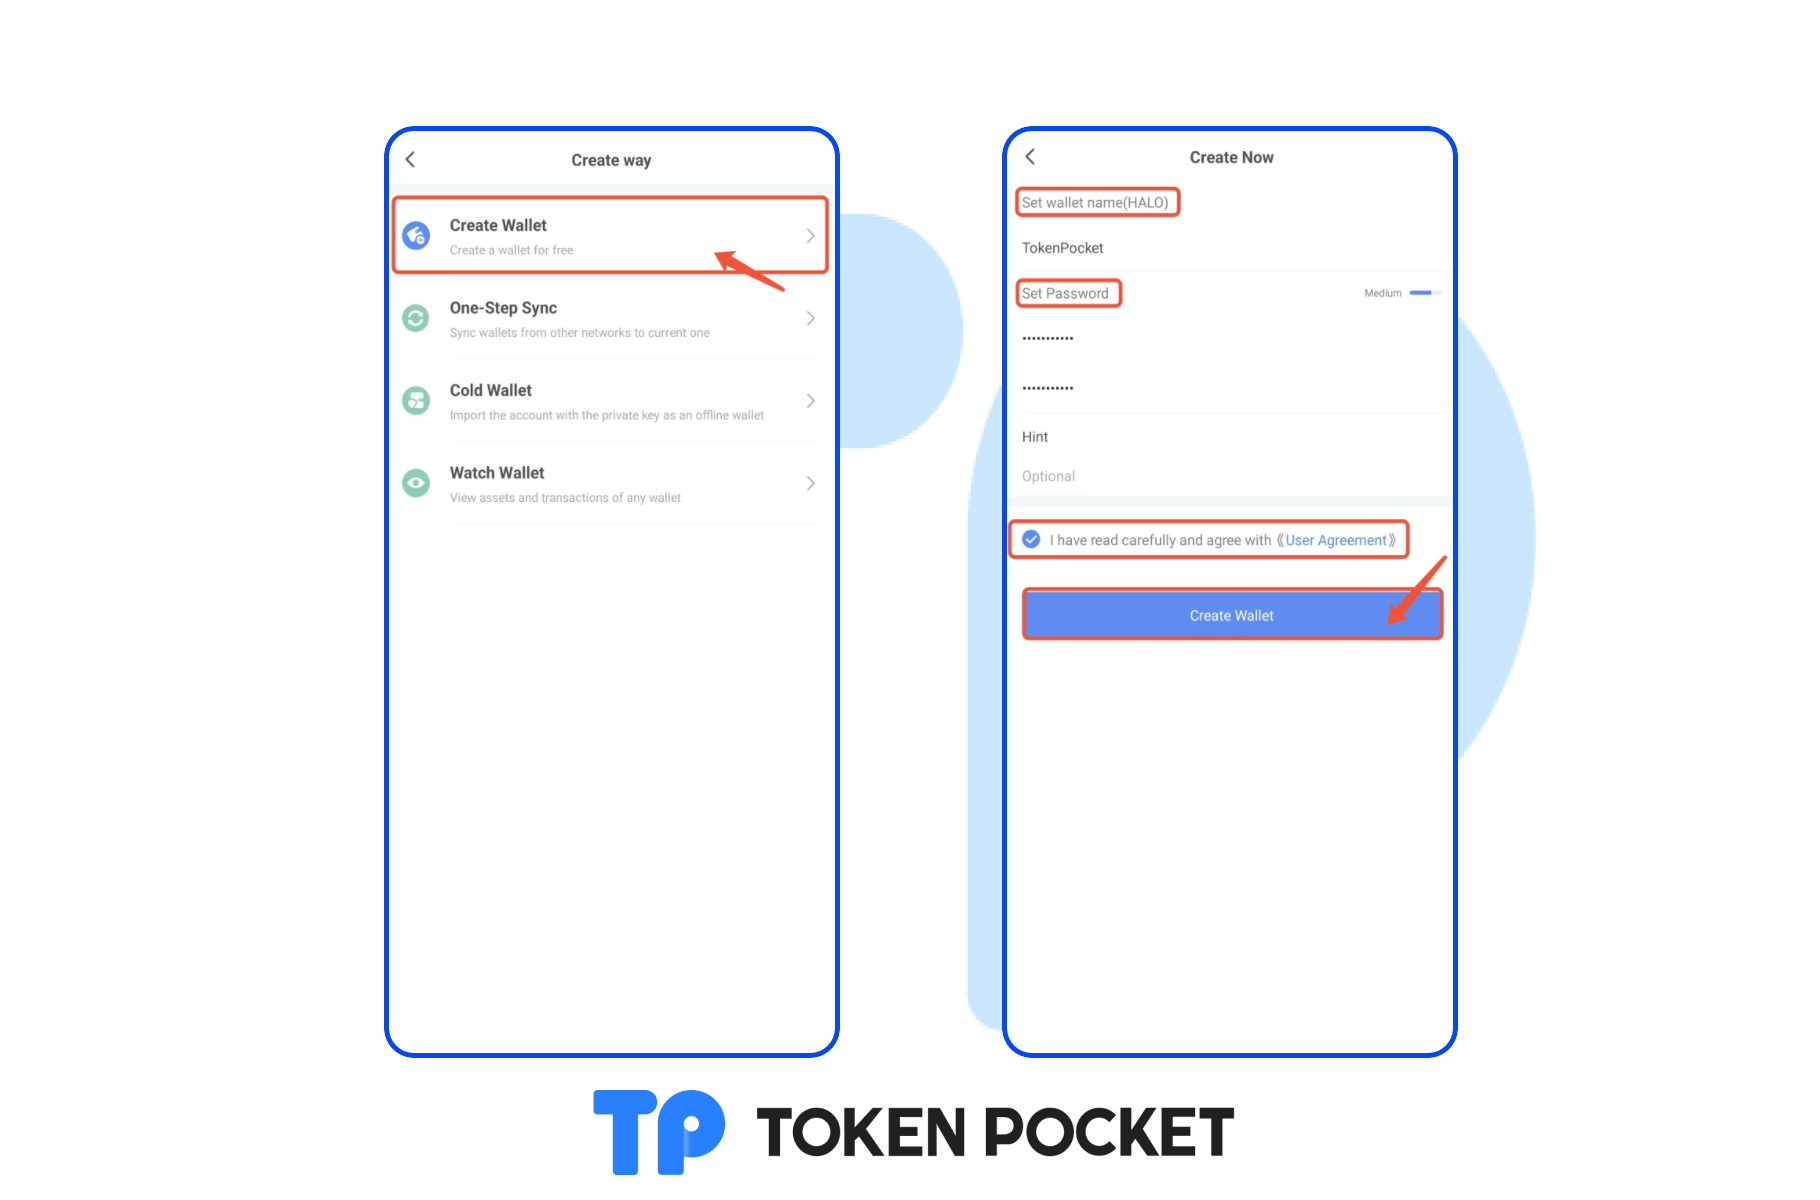 Create way
Create Wallet
Create a wallet for free
One-Step Sync
Sync wallets from other networks to current one
Cold Wallet
Import the account with the private key as an offline wallet
Watch Wallet
View assets and transactions of any wallet
Create Now
Set wallet name(HALO)
TokenPocket
Set Password
Medium
•••••••••••
•••••••••••
Hint
Optional
I have read carefully and agree with 《User Agreement》
Create Wallet
TP TOKEN POCKET